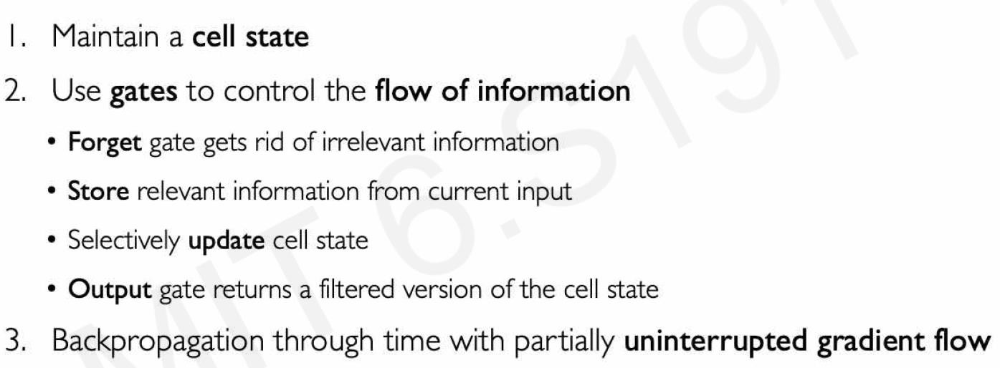 1. Maintain a cell state
2. Use gates to control the flow of information
• Forget gate gets rid of irrelevant information
• Store relevant information from current input
• Selectively update cell state
• Output gate returns a filtered version of the cell state
3. Backpropagation through time with partially uninterrupted gradient flow
MIT 6.S191